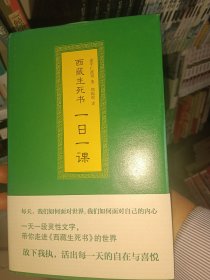 西藏生死书
一日一课
每天，我们如何面对世界，我们如何面对自己的内心
一天一段灵性文字，
带你走进《西藏生死书》的世界
放下我执，活出每一天的自在与喜悦